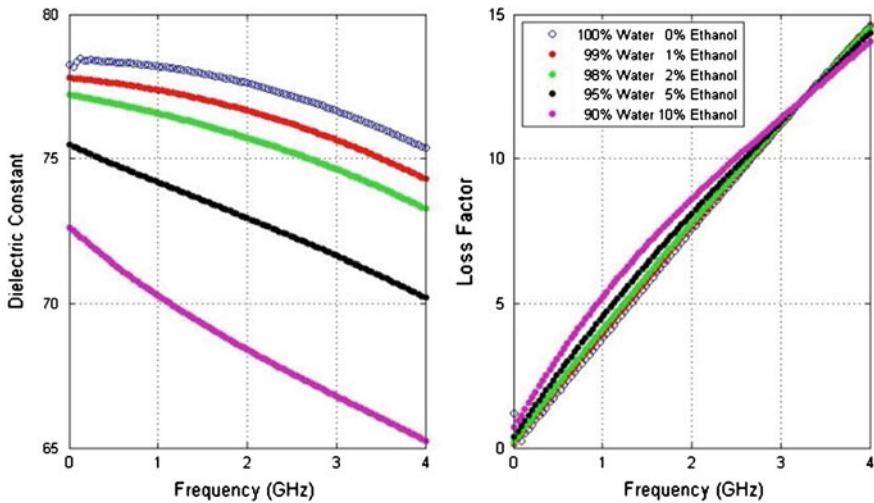 80
75
70
65
Dielectric Constant
0 1 2 3 4
Frequency (GHz)
15
10
5
0
Loss Factor
100% Water 0% Ethanol
99% Water 1% Ethanol
98% Water 2% Ethanol
95% Water 5% Ethanol
90% Water 10% Ethanol
0 1 2 3 4
Frequency (GHz)